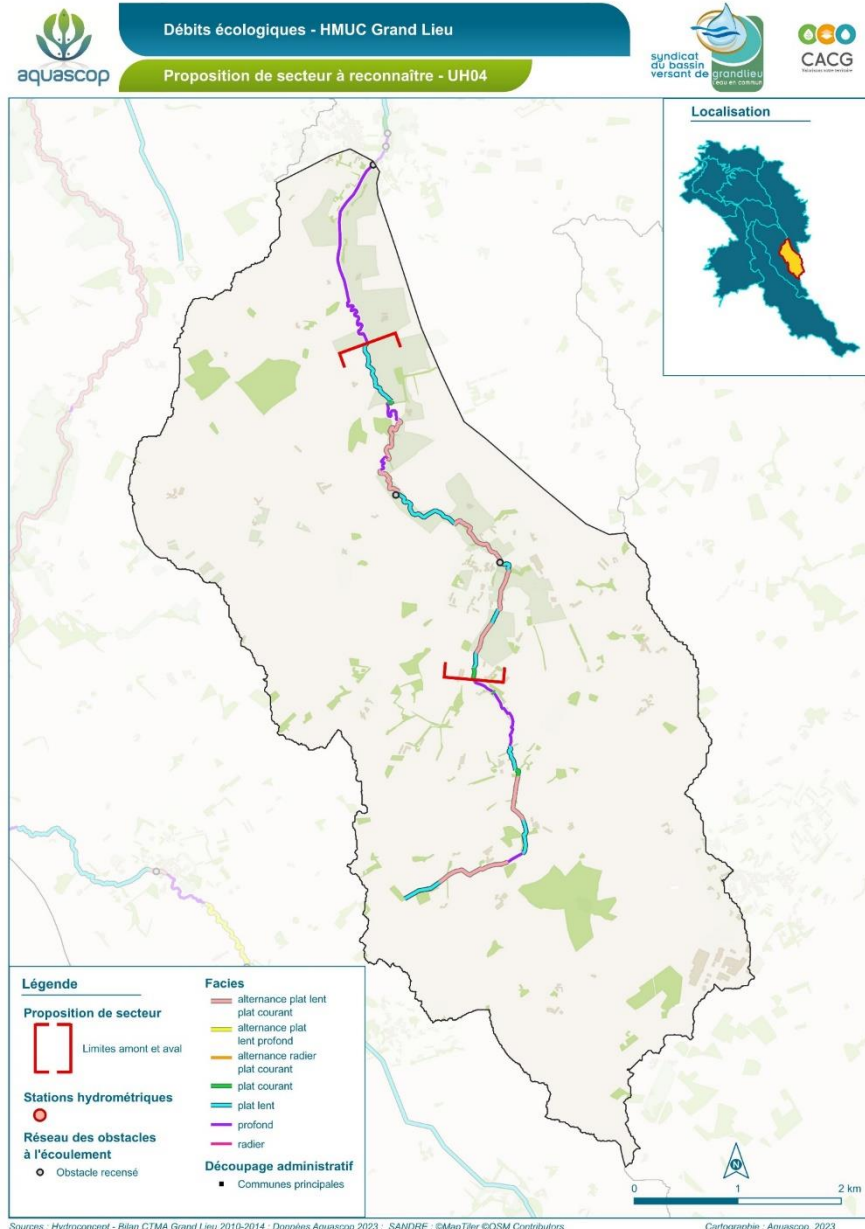 aquascop
Débits écologiques - HMUC Grand Lieu
Proposition de secteur à reconnaître - UH04
syndicat
du bassin
versant de grandlieu
l'eau en commun
CACG
Localisation
Légende
Proposition de secteur
Limites amont et aval
Stations hydrométriques
Réseau des obstacles
à l'écoulement
Obstacle recensé
Facies
alternance plat lent
plat courant
alternance plat
lent profond
alternance radier
plat courant
plat courant
plat lent
profond
radier
Découpage administratif
Communes principales
N
0 1 2 km
Sources : Hydroconcept - Bilan CTMA Grand Lieu 2010-2014 ; Données Aquascop 2023 ; SANDRE ; ©MapTiler ©OSM Contributors
Cartographie : Aquascop, 2023